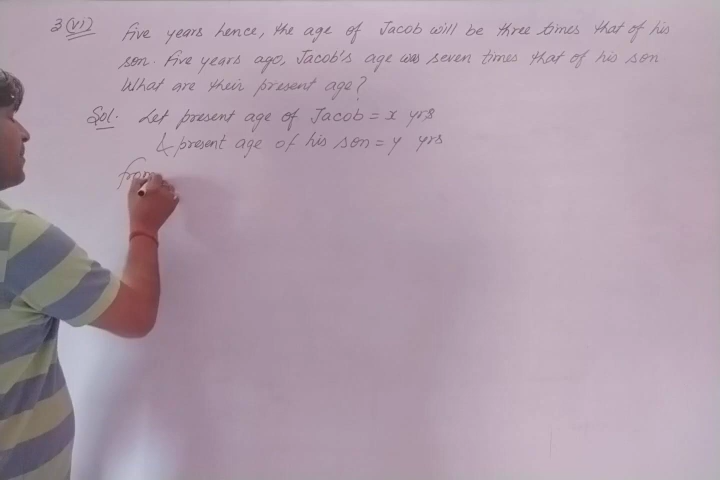 3(vi) Five years hence, the age of Jacob will be three times that of his
son. Five years ago, Jacob's age was seven times that of his son
What are their present age?
Sol. Let present age of Jacob = x yrs
& present age of his son = y yrs
from